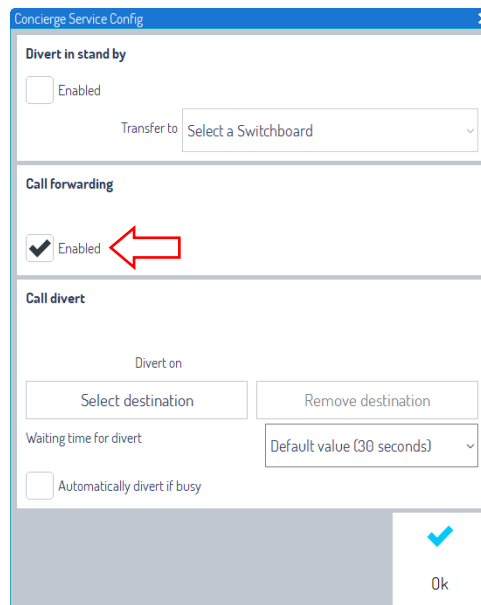 Concierge Service Config
Divert in stand by
Enabled
Transfer to Select a Switchboard
Call forwarding
Enabled
Call divert
Divert on
Select destination Remove destination
Waiting time for divert Default value (30 seconds)
Automatically divert if busy
Ok